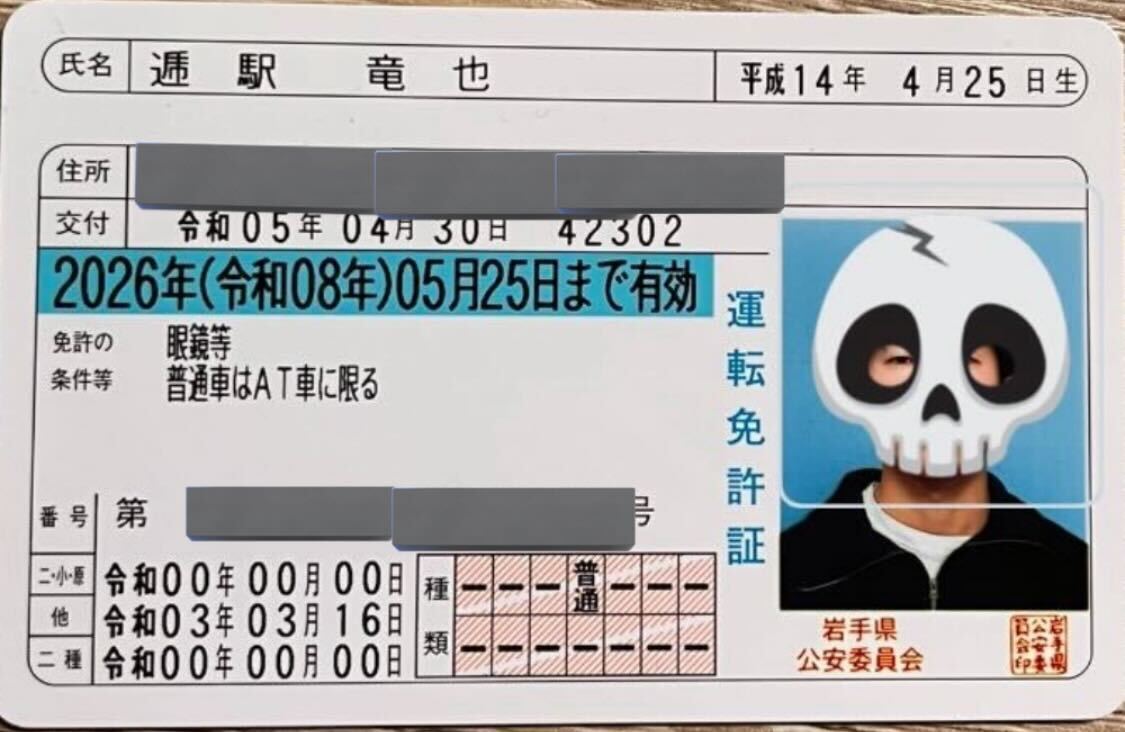 氏名 遞駅 竜也 平成14年 4月25日生
住所
交付 令和05年04月30日 42302
2026年(令和08年)05月25日まで有効
免許の
条件等
眼鏡等
普通車はAT車に限る
運転免許証
番号 第 号
二・小・原 令和00年00月00日
他 令和03年03月16日
二種 令和00年00月00日
種類
普通
岩手県
公安委員会
岩手県公安委員会印